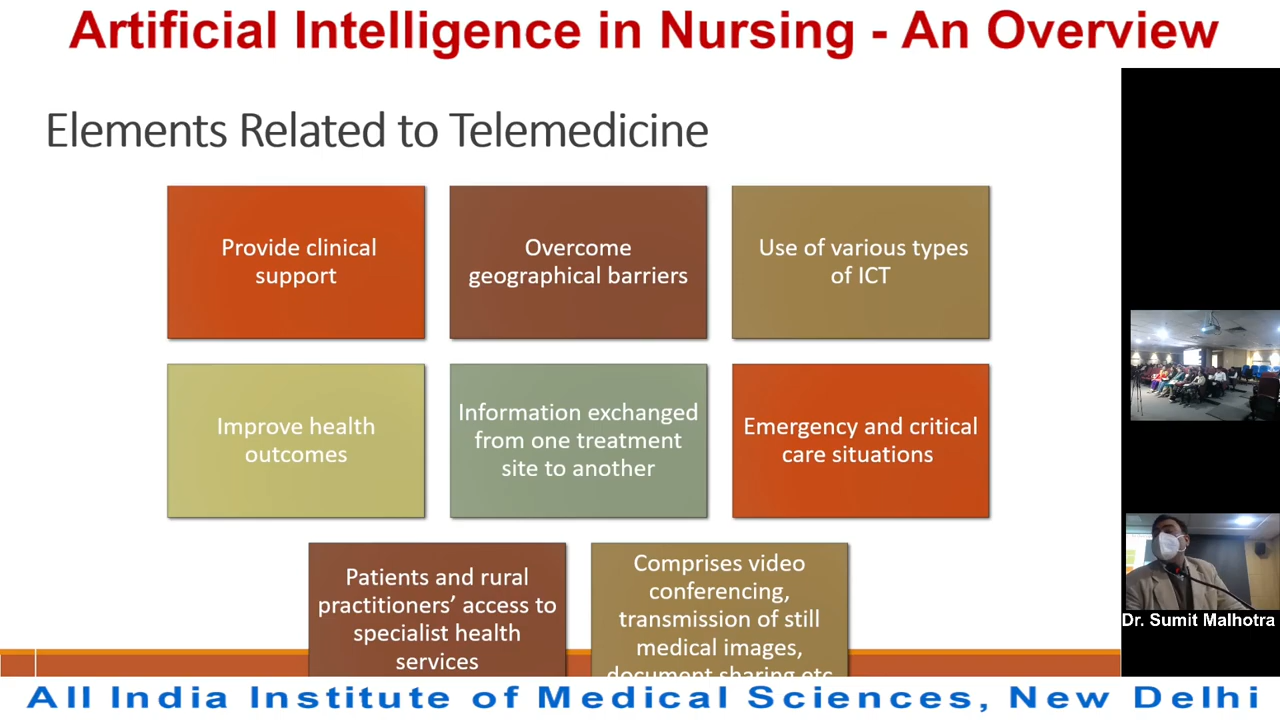 Artificial Intelligence in Nursing - An Overview
Elements Related to Telemedicine
Provide clinical
support
Overcome
geographical barriers
Use of various types
of ICT
Improve health
outcomes
Information exchanged
from one treatment
site to another
Emergency and critical
care situations
Patients and rural
practitioners’ access to
specialist health
services
Comprises video
conferencing,
transmission of still
medical images,
document sharing etc
Dr. Sumit Malhotra
All India Institute of Medical Sciences, New Delhi